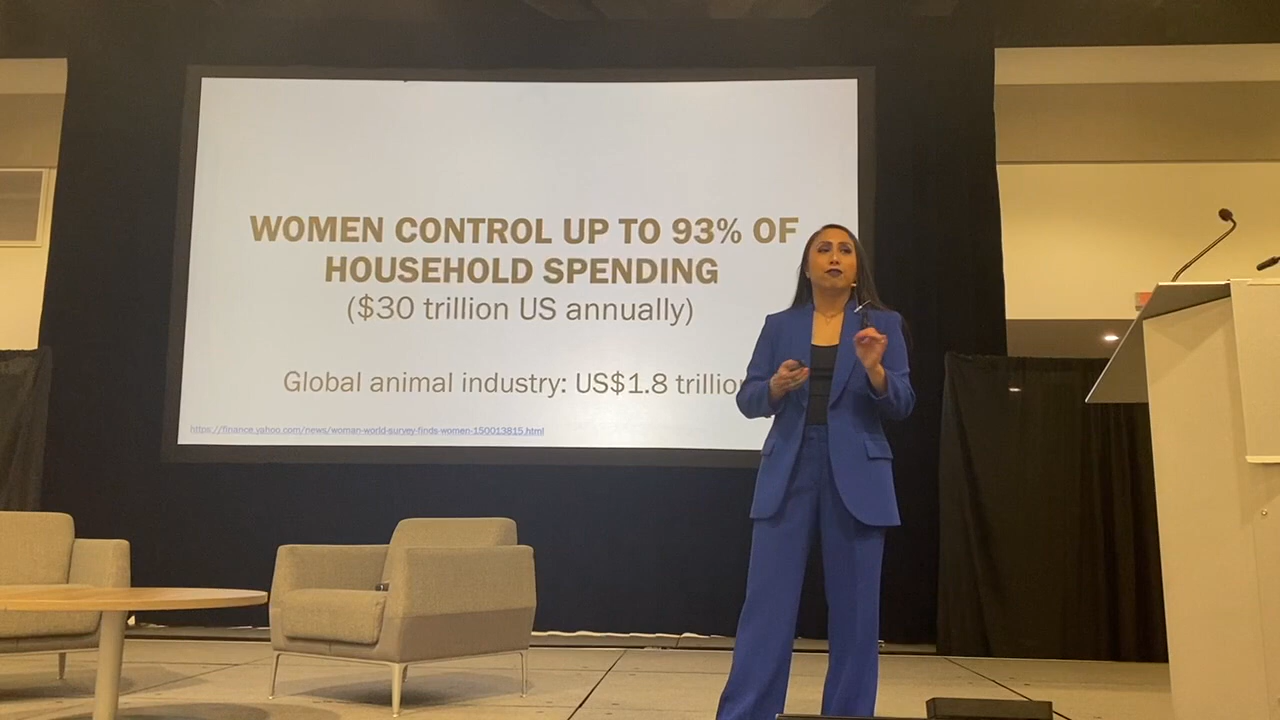 WOMEN CONTROL UP TO 93% OF
HOUSEHOLD SPENDING
($30 trillion US annually)
Global animal industry: US$1.8 trillion
https://finance.yahoo.com/news/woman-world-survey-finds-women-150013815.html